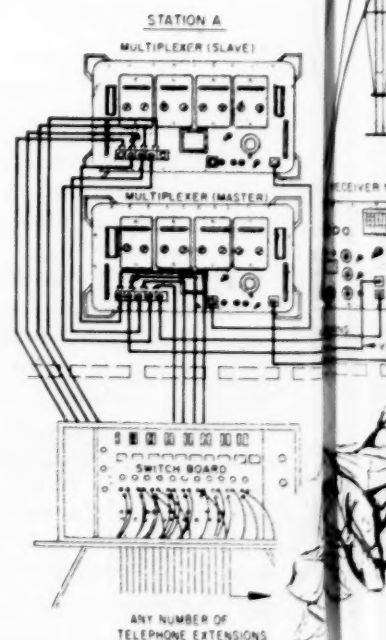 STATION A
MULTIPLEXER (SLAVE)
MULTIPLEXER (MASTER)
RECEIVER
SWITCH BOARD
ANY NUMBER OF
TELEPHONE EXTENSIONS